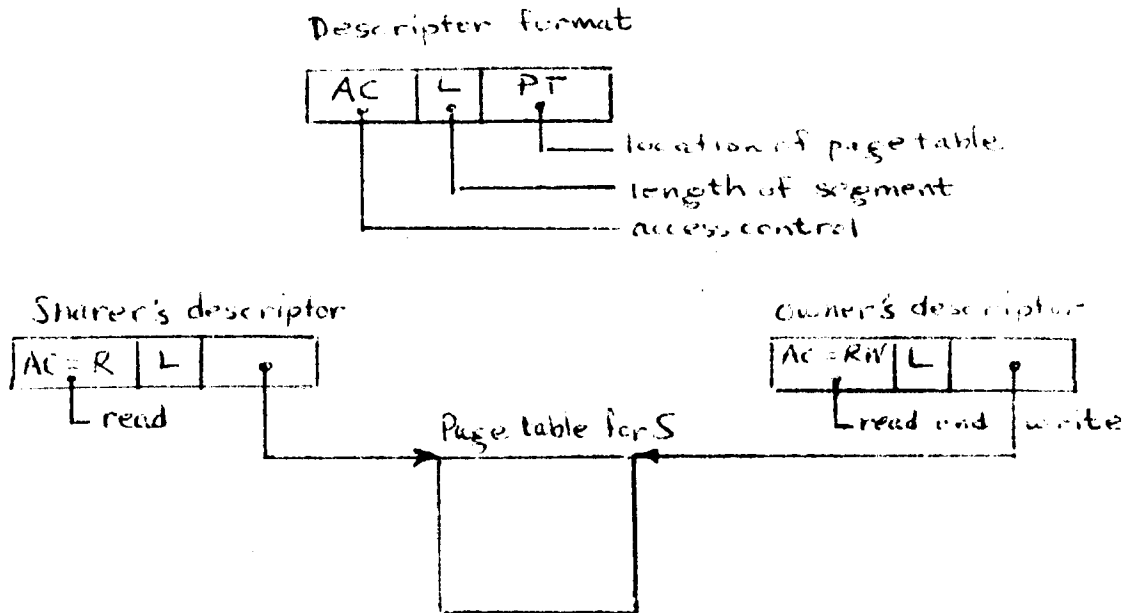 Descriptor format
AC L PT
location of page table
length of segment
access control
Sharer's descriptor
AC = R L
read
Owner's descriptor
AC = RW L
read and write
Page table for S